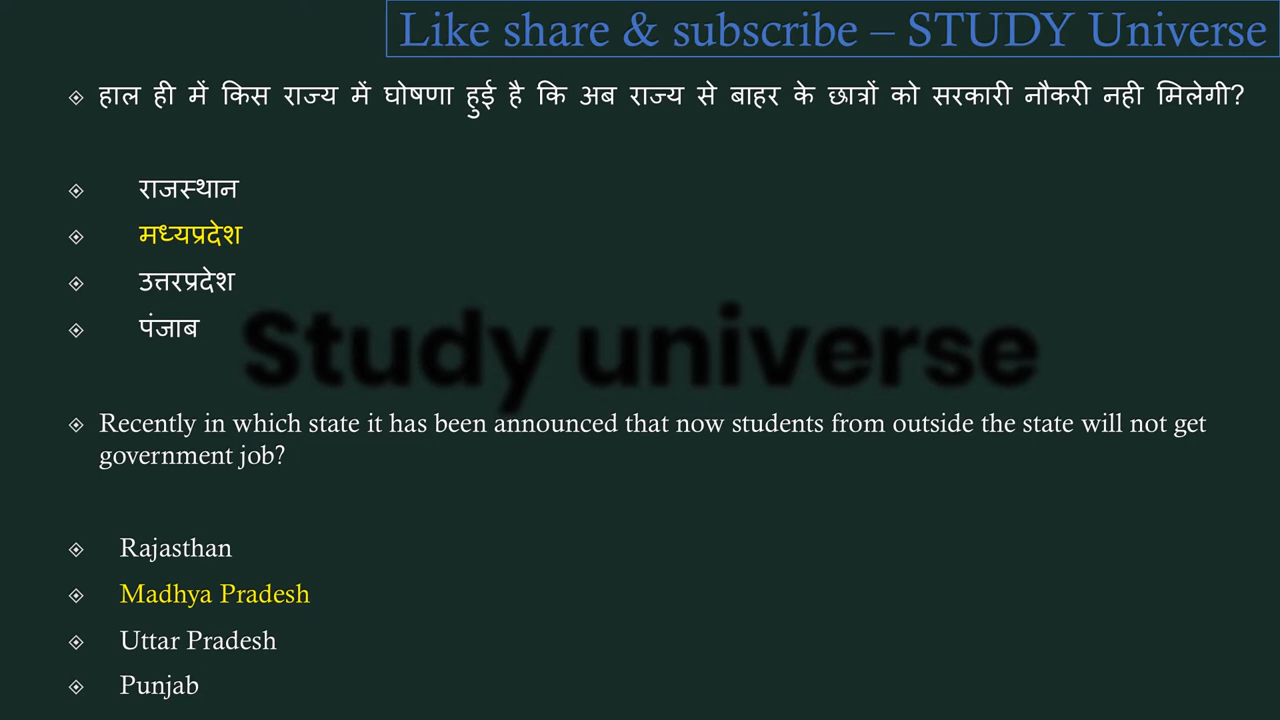 Like share & subscribe – STUDY Universe
हाल ही में किस राज्य में घोषणा हुई है कि अब राज्य से बाहर के छात्रों को सरकारी नौकरी नही मिलेगी?
राजस्थान
मध्यप्रदेश
उत्तरप्रदेश
पंजाब
Study universe
Recently in which state it has been announced that now students from outside the state will not get
government job?
Rajasthan
Madhya Pradesh
Uttar Pradesh
Punjab